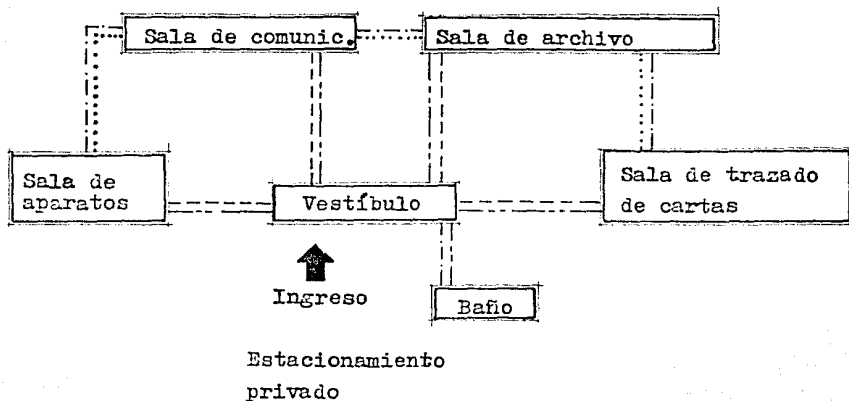 Sala de comunic.
Sala de archivo
Sala de
aparatos
Vestíbulo
Sala de trazado
de cartas
Ingreso
Baño
Estacionamiento
privado